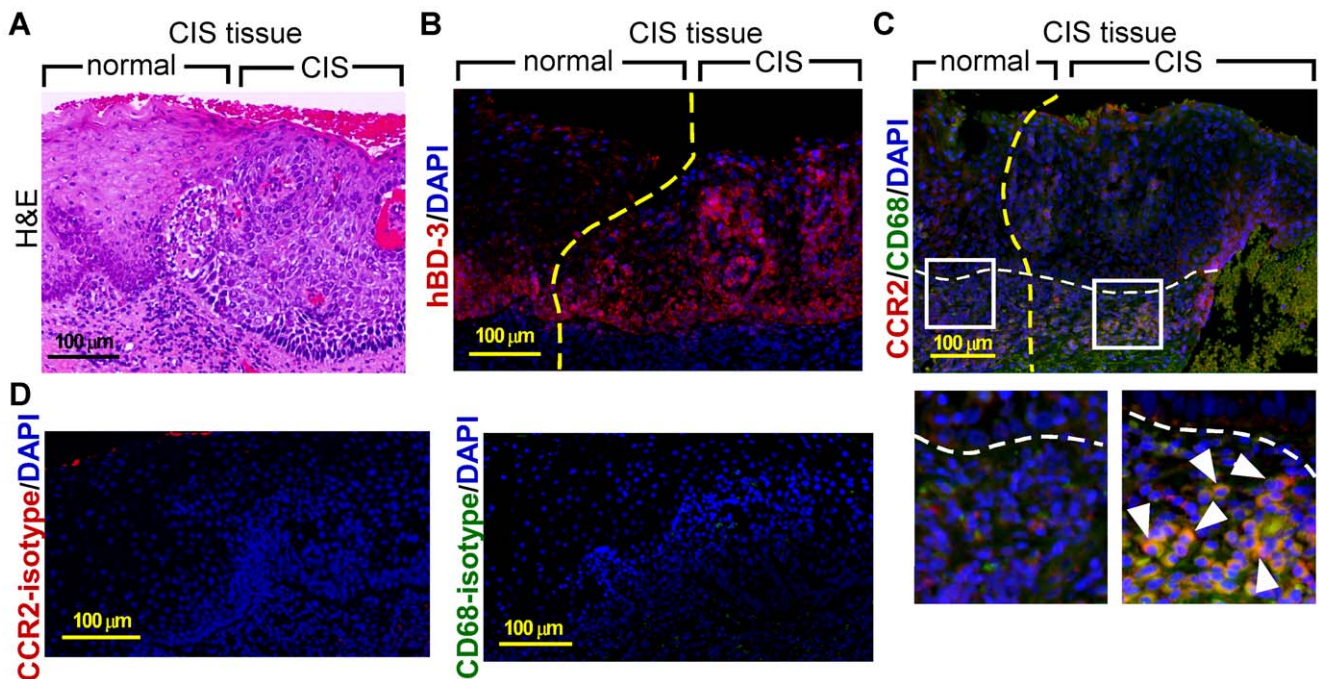 A
CIS tissue
normal
CIS
H&E
100 µm
B
CIS tissue
normal
CIS
hBD-3/DAPI
100 µm
C
CIS tissue
normal
CIS
CCR2/CD68/DAPI
100 µm
D
CCR2-isotype/DAPI
100 µm
CD68-isotype/DAPI
100 µm